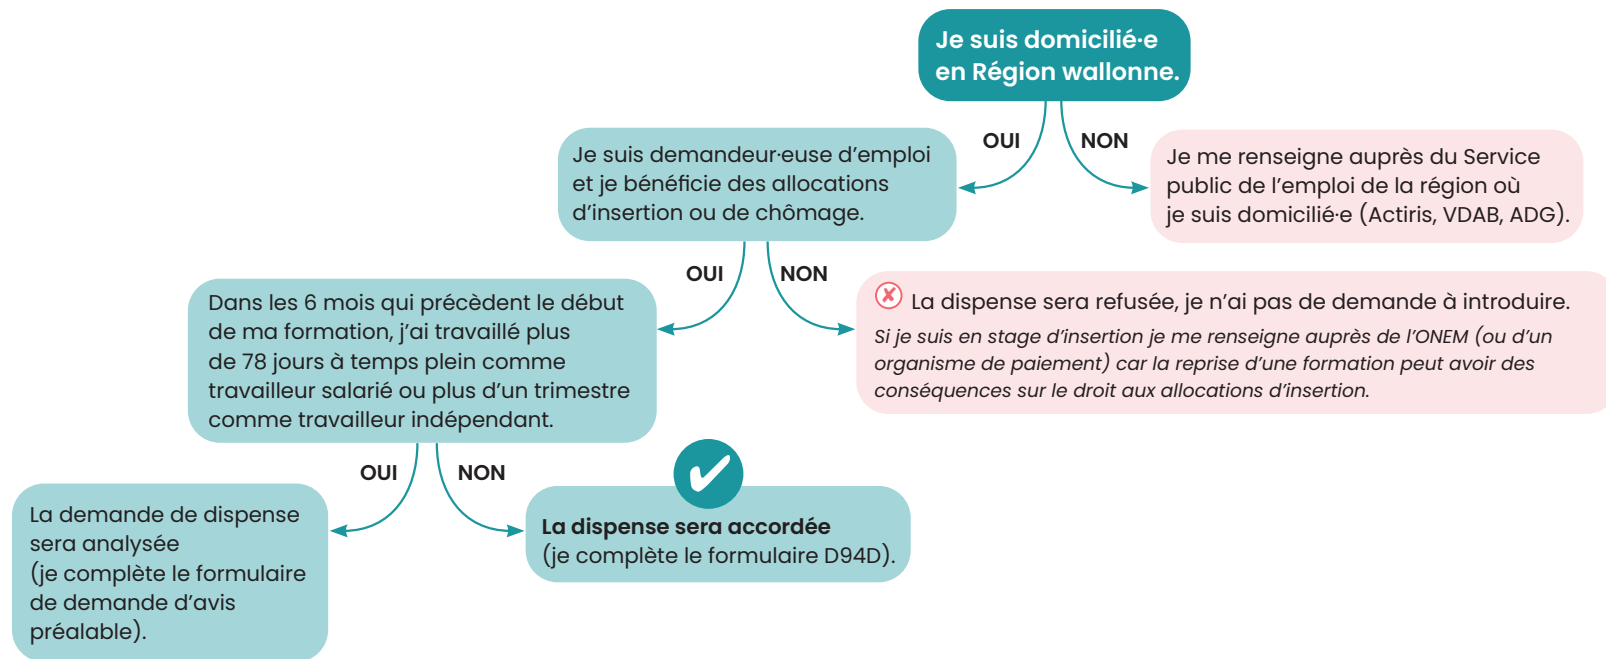 Je suis domicilié·e
en Région wallonne.
OUI
NON
Je suis demandeur·euse d'emploi
et je bénéficie des allocations
d'insertion ou de chômage.
Je me renseigne auprès du Service
public de l'emploi de la région où
je suis domicilié·e (Actiris, VDAB, ADG).
OUI
NON
Dans les 6 mois qui précèdent le début
de ma formation, j'ai travaillé plus
de 78 jours à temps plein comme
travailleur salarié ou plus d'un trimestre
comme travailleur indépendant.
La dispense sera refusée, je n'ai pas de demande à introduire.
Si je suis en stage d'insertion je me renseigne auprès de l'ONEM (ou d'un
organisme de paiement) car la reprise d'une formation peut avoir des
conséquences sur le droit aux allocations d'insertion.
OUI
NON
La demande de dispense
sera analysée
(je complète le formulaire
de demande d'avis
préalable).
La dispense sera accordée
(je complète le formulaire D94D).